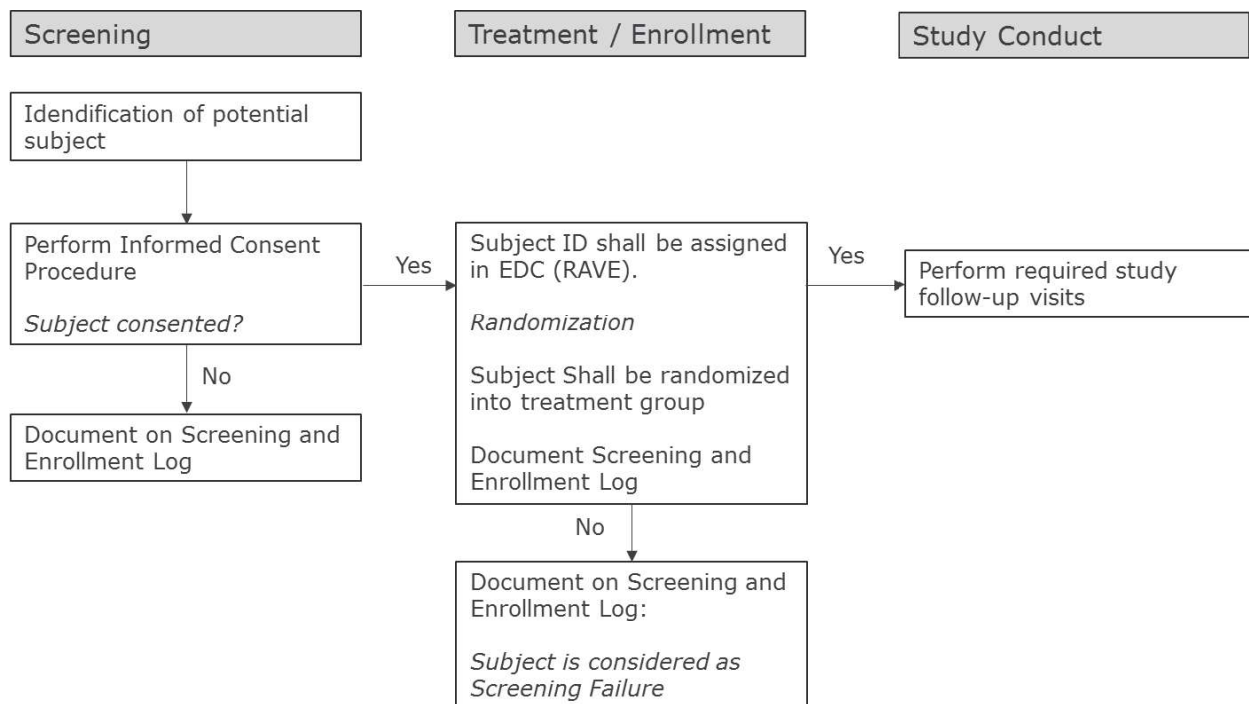 Screening
Idendification of potential
subject
Perform Informed Consent
Procedure
Subject consented?
No
Document on Screening and
Enrollment Log
Yes
Treatment / Enrollment
Subject ID shall be assigned
in EDC (RAVE).
Randomization
Subject Shall be randomized
into treatment group
Document Screening and
Enrollment Log
No
Document on Screening and
Enrollment Log:
Subject is considered as
Screening Failure
Yes
Study Conduct
Perform required study
follow-up visits